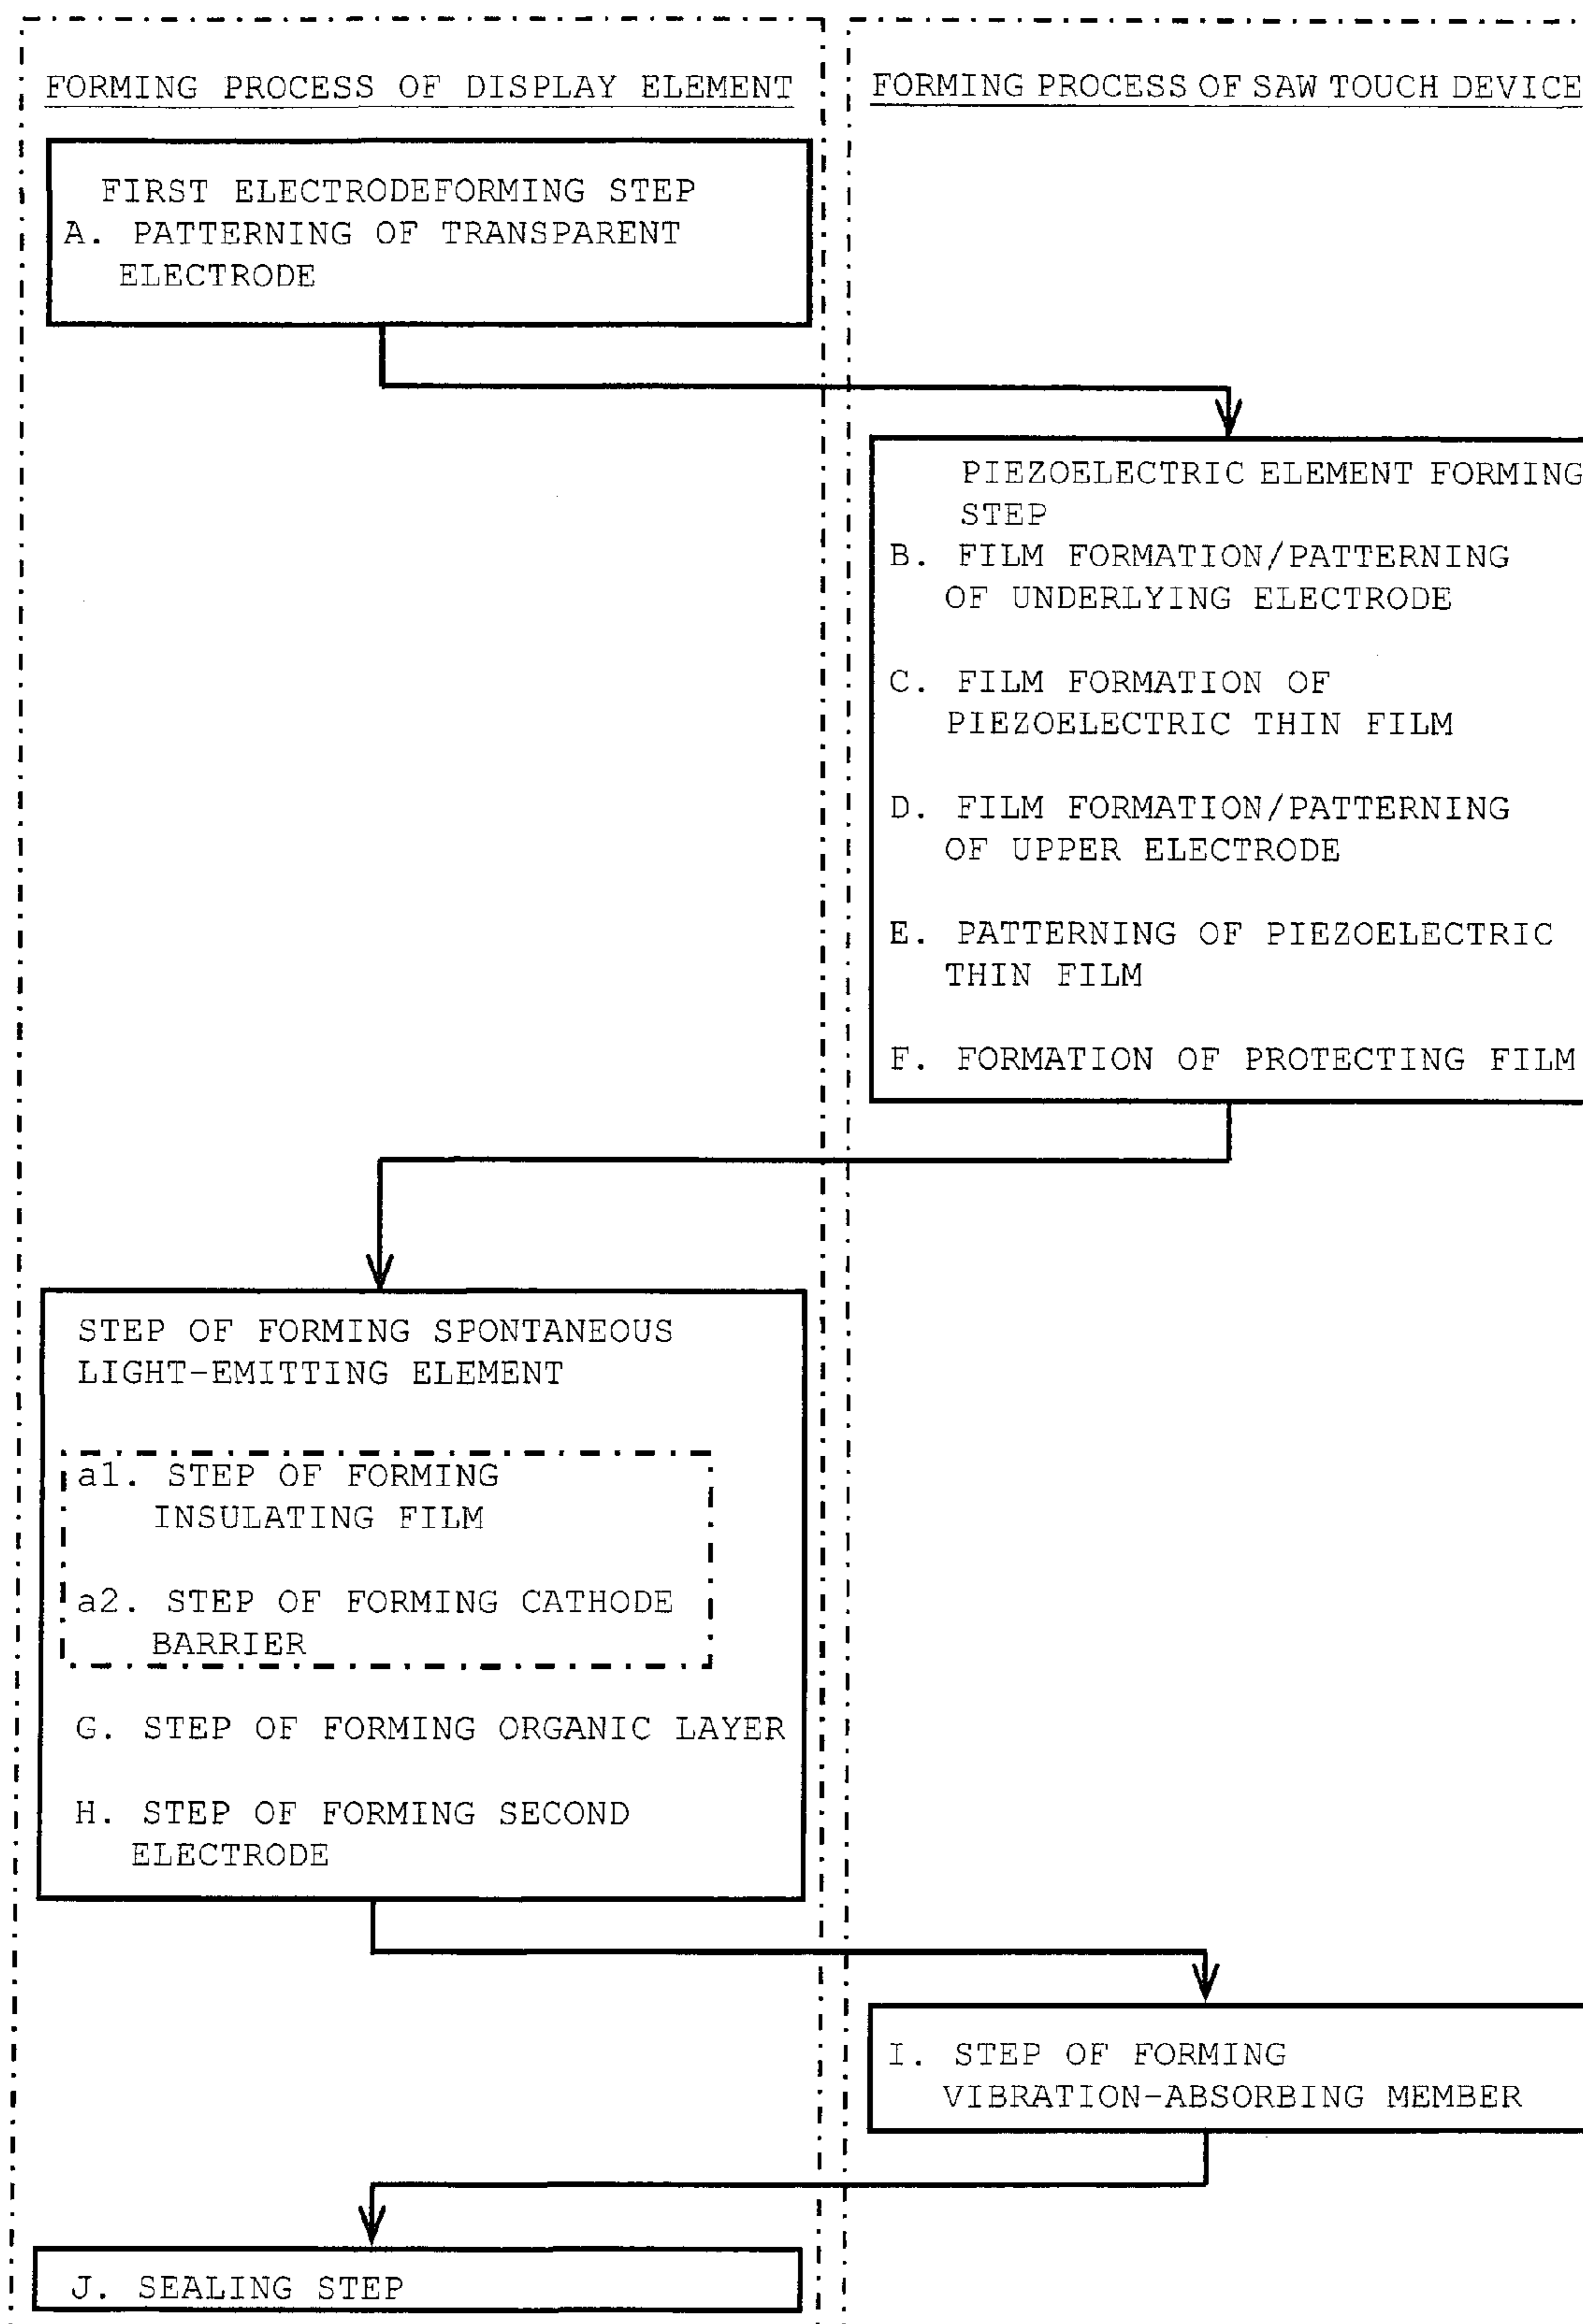 FORMING PROCESS OF DISPLAY ELEMENT
FORMING PROCESS OF SAW TOUCH DEVICE
FIRST ELECTRODEFORMING STEP
A. PATTERNING OF TRANSPARENT
ELECTRODE
PIEZOELECTRIC ELEMENT FORMING
STEP
B. FILM FORMATION/PATTERNING
OF UNDERLYING ELECTRODE
C. FILM FORMATION OF
PIEZOELECTRIC THIN FILM
D. FILM FORMATION/PATTERNING
OF UPPER ELECTRODE
E. PATTERNING OF PIEZOELECTRIC
THIN FILM
F. FORMATION OF PROTECTING FILM
STEP OF FORMING SPONTANEOUS
LIGHT-EMITTING ELEMENT
a1. STEP OF FORMING
INSULATING FILM
a2. STEP OF FORMING CATHODE
BARRIER
G. STEP OF FORMING ORGANIC LAYER
H. STEP OF FORMING SECOND
ELECTRODE
I. STEP OF FORMING
VIBRATION-ABSORBING MEMBER
J. SEALING STEP